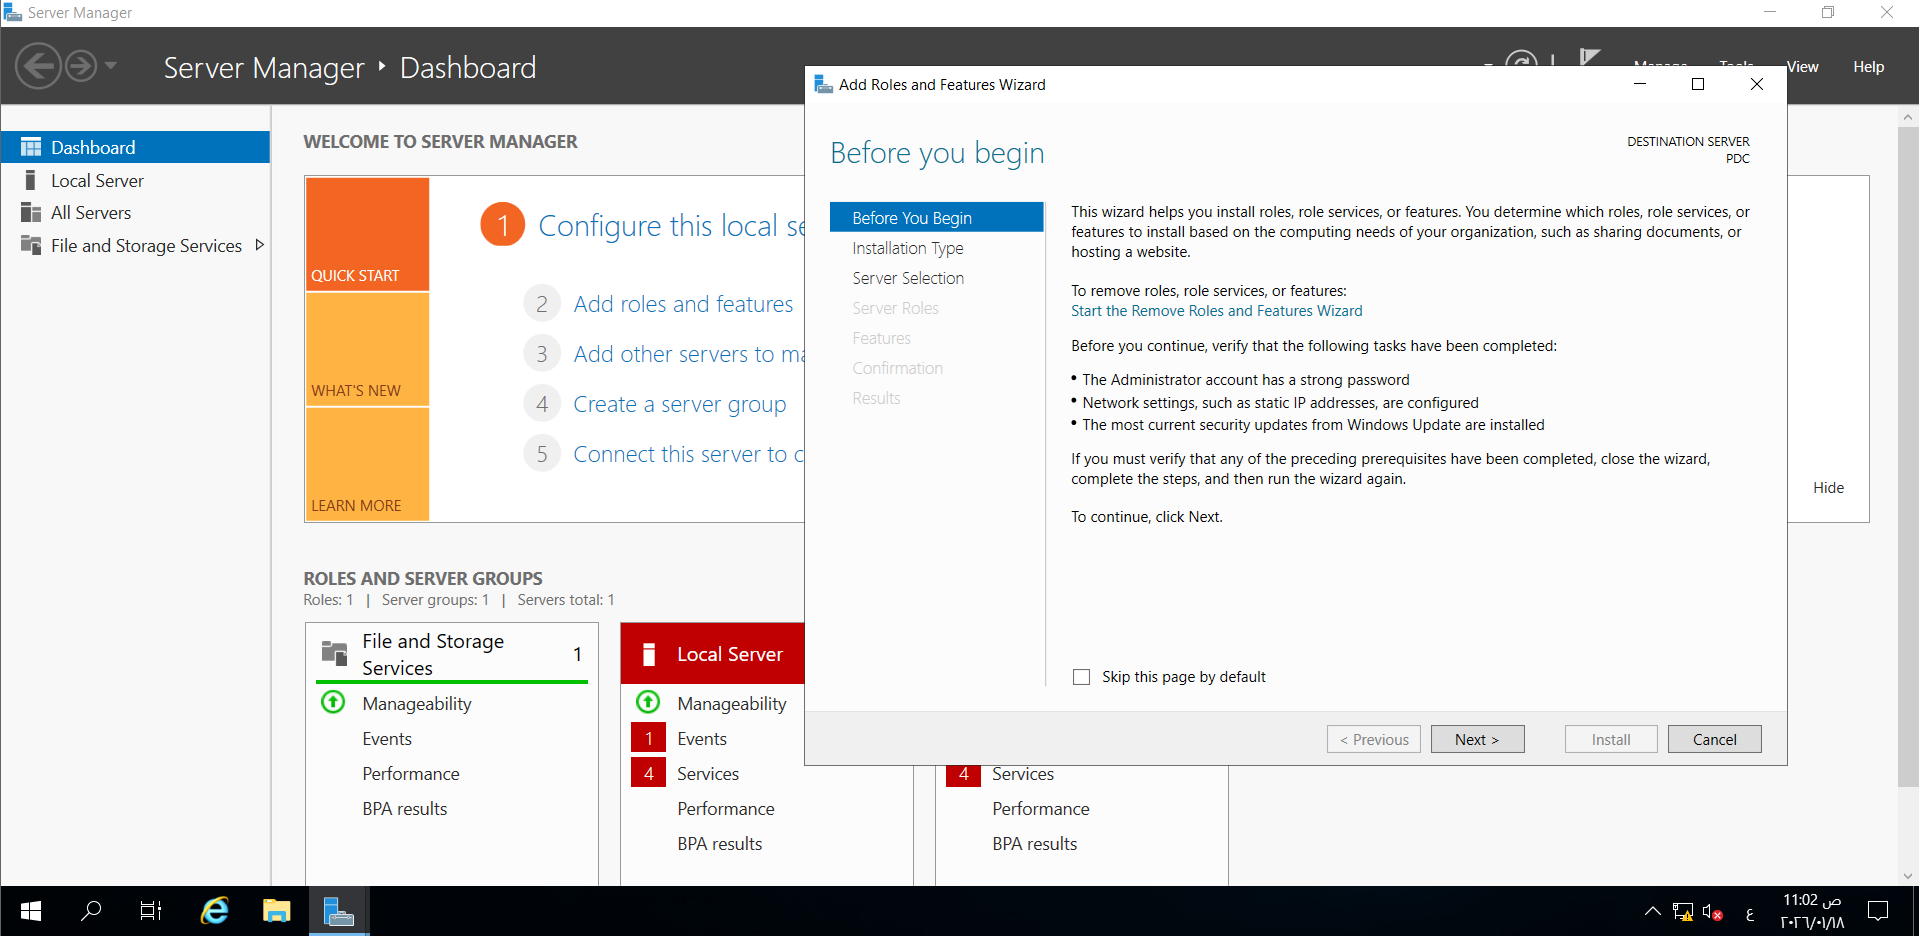 Server Manager
Server Manager ‣ Dashboard
Manage
Tools
View
Help
Dashboard
Local Server
All Servers
File and Storage Services
WELCOME TO SERVER MANAGER
QUICK START
WHAT'S NEW
LEARN MORE
1 Configure this local se
2 Add roles and features
3 Add other servers to ma
4 Create a server group
5 Connect this server to c
Hide
ROLES AND SERVER GROUPS
Roles: 1 | Server groups: 1 | Servers total: 1
File and Storage
Services
1
Manageability
Events
Performance
BPA results
Local Server
Manageability
1 Events
4 Services
Performance
BPA results
4 Services
Performance
BPA results
Add Roles and Features Wizard
Before you begin
DESTINATION SERVER
PDC
Before You Begin
Installation Type
Server Selection
Server Roles
Features
Confirmation
Results
This wizard helps you install roles, role services, or features. You determine which roles, role services, or
features to install based on the computing needs of your organization, such as sharing documents, or
hosting a website.
To remove roles, role services, or features:
Start the Remove Roles and Features Wizard
Before you continue, verify that the following tasks have been completed:
• The Administrator account has a strong password
• Network settings, such as static IP addresses, are configured
• The most current security updates from Windows Update are installed
If you must verify that any of the preceding prerequisites have been completed, close the wizard,
complete the steps, and then run the wizard again.
To continue, click Next.
Skip this page by default
< Previous
Next >
Install
Cancel
ع
11:02 ص
٢٠٢٦/٠١/١٨